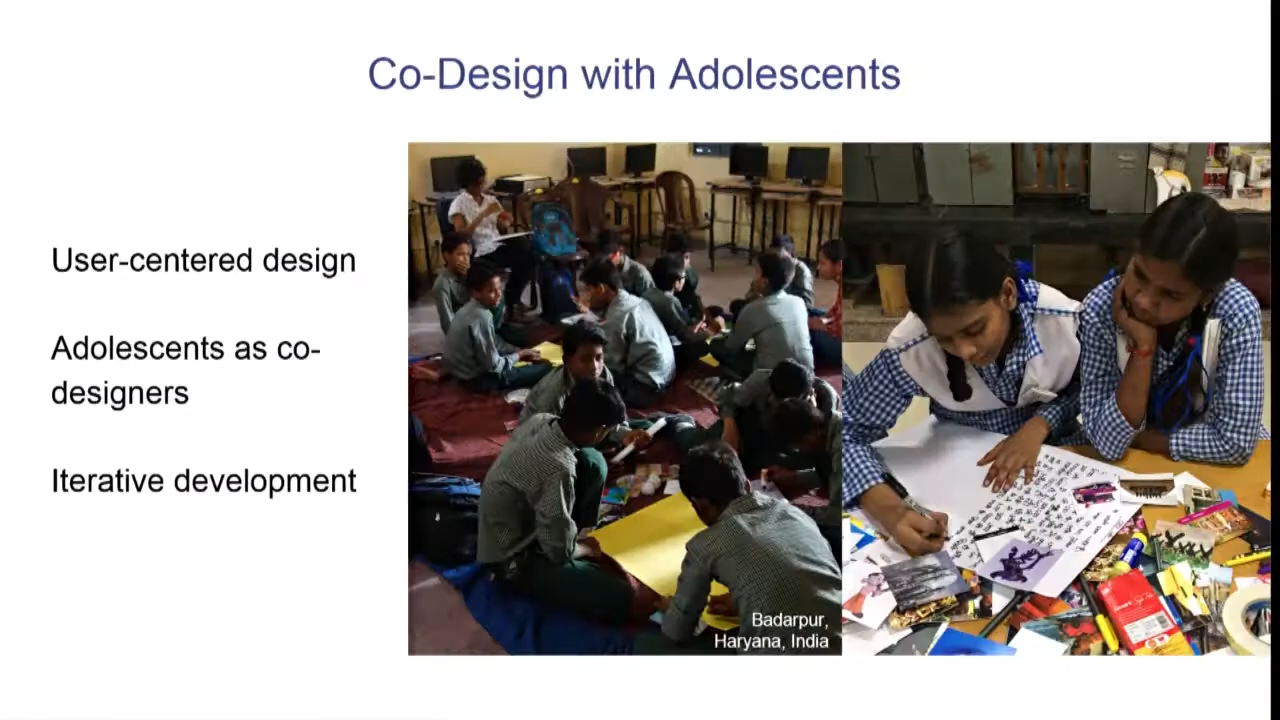 Co-Design with Adolescents
User-centered design
Adolescents as co-
designers
Iterative development
Badarpur,
Haryana, India